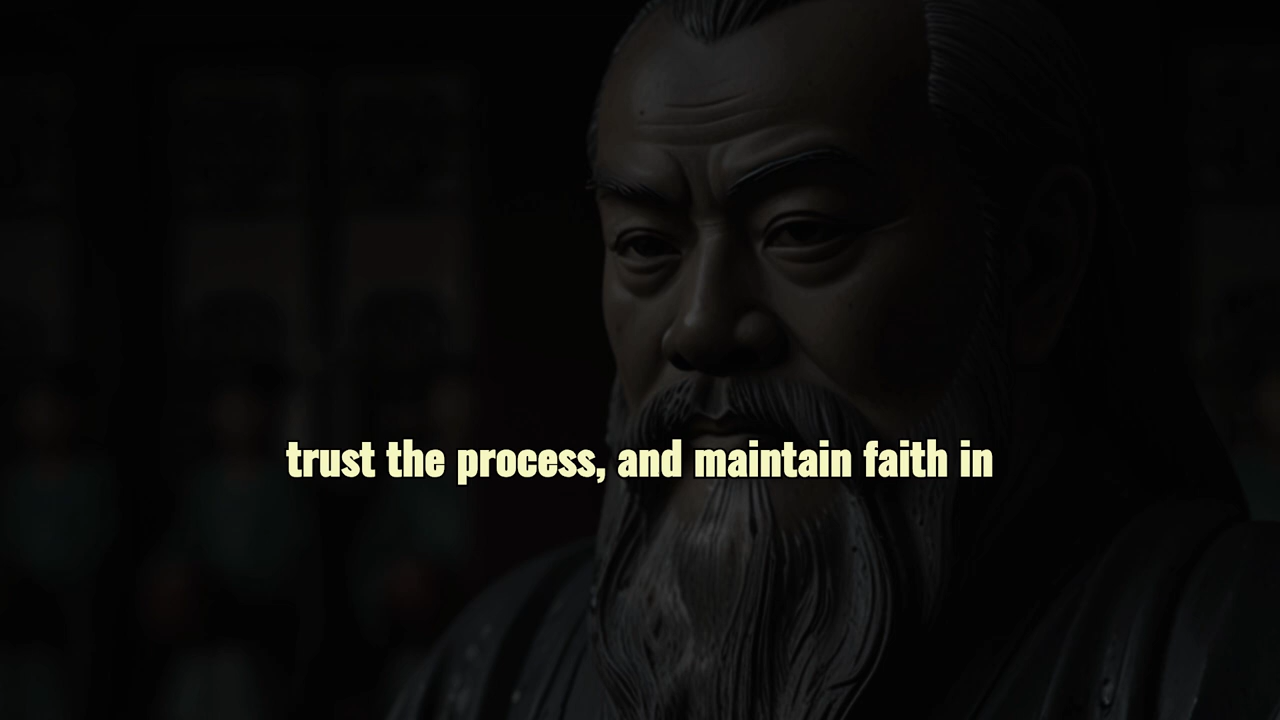 trust the process, and maintain faith in